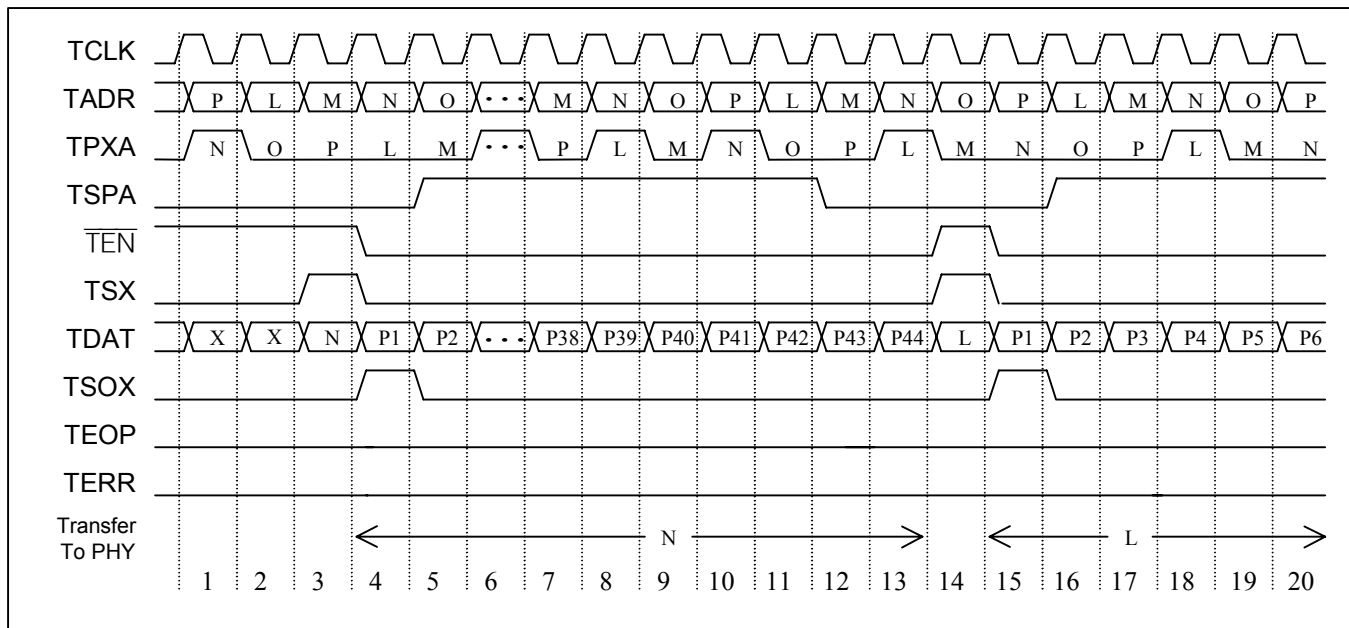 TCLK
TADR P L M N O ... M N O P L M N O P L M N O P
TPXA N O P L M ... P L M N O P L M N O P L M N
TSPA
TEN
TSX
TDAT X X N P1 P2 ... P38 P39 P40 P41 P42 P43 P44 L P1 P2 P3 P4 P5 P6
TSOX
TEOP
TERR
Transfer
To PHY N L
1 2 3 4 5 6 7 8 9 10 11 12 13 14 15 16 17 18 19 20